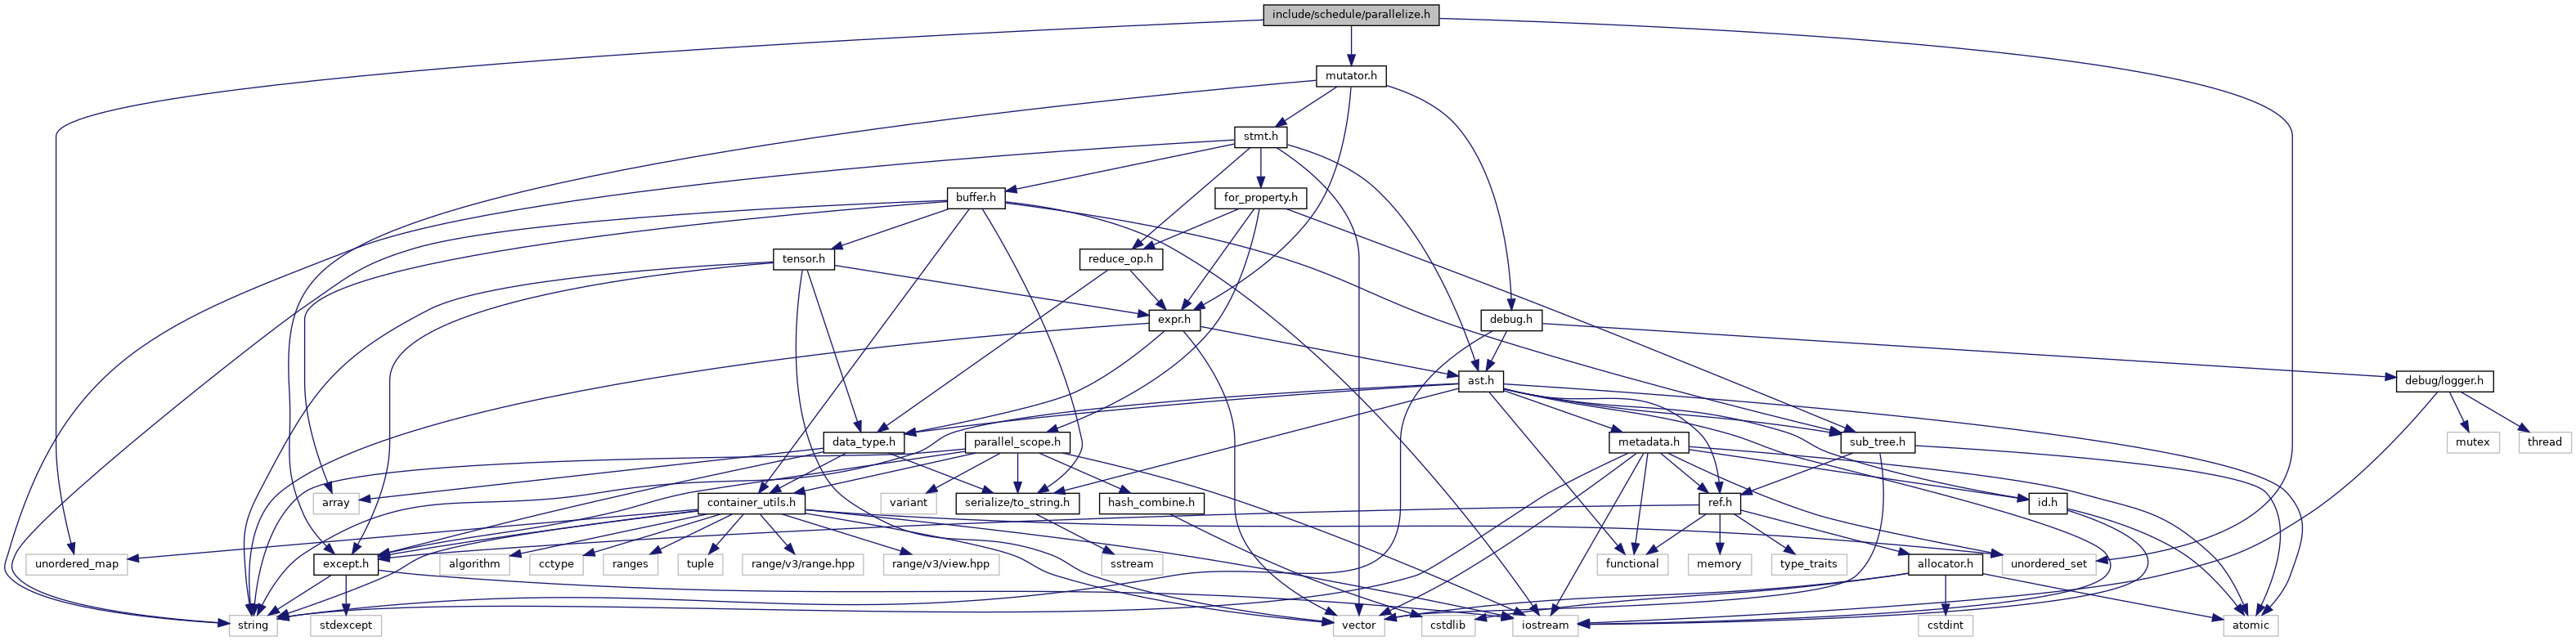 include/schedule/parallelize.h
mutator.h
stmt.h
buffer.h
for_property.h
tensor.h
reduce_op.h
expr.h
debug.h
ast.h
debug/logger.h
data_type.h
parallel_scope.h
metadata.h
sub_tree.h
mutex
thread
array
container_utils.h
variant
serialize/to_string.h
hash_combine.h
ref.h
id.h
unordered_map
except.h
algorithm
cctype
ranges
tuple
range/v3/range.hpp
range/v3/view.hpp
sstream
functional
memory
type_traits
allocator.h
unordered_set
string
stdexcept
vector
cstdlib
iostream
cstdint
atomic